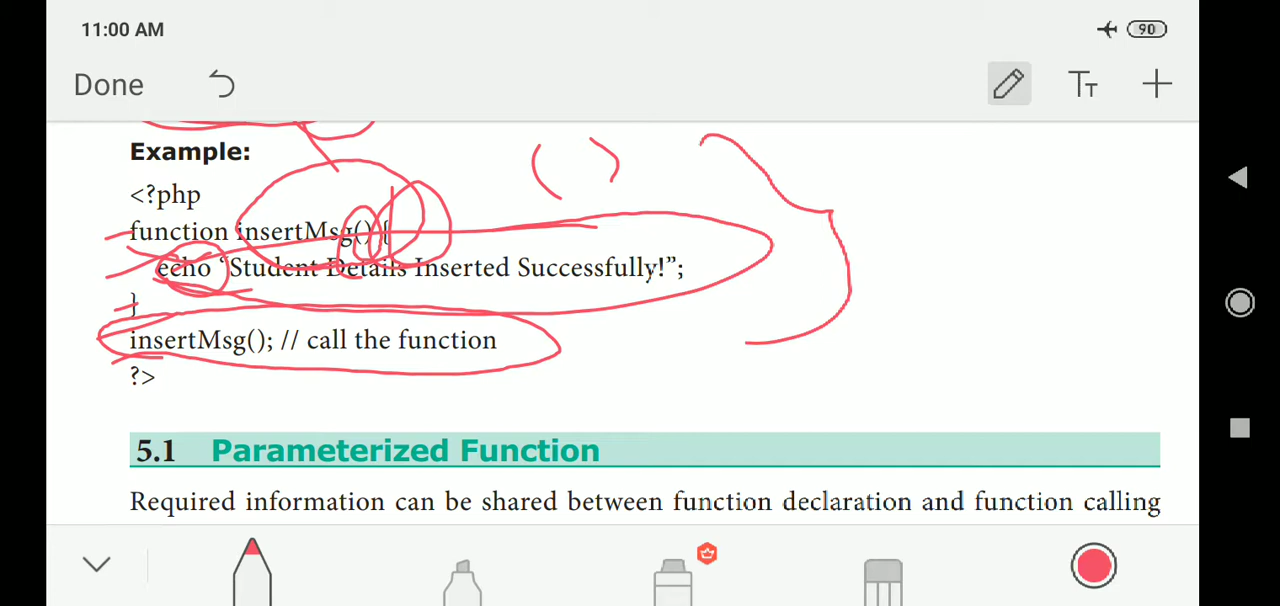 11:00 AM
90
Done
TT
Example:
<?php
function insertMsg() {
echo “Student Details Inserted Successfully!”;
}
insertMsg(); // call the function
?>
5.1 Parameterized Function
Required information can be shared between function declaration and function calling